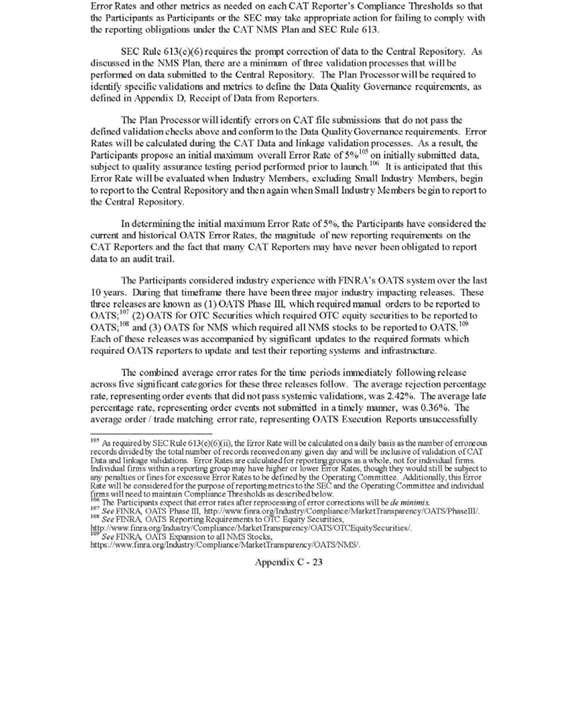 Error Rates and other metrics as needed on each CAT Reporter's Compliance Thresholds so that
the Participants as Participants or the SEC may take appropriate action for failing to comply with
the reporting obligations under the CAT NMS Plan and SEC Rule 613.
SEC Rule 613(e)(6) requires the prompt correction of data to the Central Repository. As
discussed in the NMS Plan, there are a minimum of three validation processes that will be
performed on data submitted to the Central Repository. The Plan Processor will be required to
identify specific validations and metrics to define the Data Quality Governance requirements, as
defined in Appendix D, Receipt of Data from Reporters.
The Plan Processor will identify errors on CAT file submissions that do not pass the
defined validation checks above and conform to the Data Quality Governance requirements. Error
Rates will be calculated during the CAT Data and linkage validation processes. As a result, the
Participants propose an initial maximum overall Error Rate of 5%105 on initially submitted data,
subject to quality assurance testing period performed prior to launch.106 It is anticipated that this
Error Rate will be evaluated when Industry Members, excluding Small Industry Members, begin
to report to the Central Repository and then again when Small Industry Members begin to report to
the Central Repository.
In determining the initial maximum Error Rate of 5%, the Participants have considered the
current and historical OATS Error Rates, the magnitude of new reporting requirements on the
CAT Reporters and the fact that many CAT Reporters may have never been obligated to report
data to an audit trail.
The Participants considered industry experience with FINRA's OATS system over the last
10 years. During that timeframe there have been three major industry impacting releases. These
three releases are known as (1) OATS Phase III, which required manual orders to be reported to
OATS;107 (2) OATS for OTC Securities which required OTC equity securities to be reported to
OATS;108 and (3) OATS for NMS which required all NMS stocks to be reported to OATS.109
Each of these releases was accompanied by significant updates to the required formats which
required OATS reporters to update and test their reporting systems and infrastructure.
The combined average error rates for the time periods immediately following release
across five significant categories for these three releases follow. The average rejection percentage
rate, representing order events that did not pass systemic validations, was 2.42%. The average late
percentage rate, representing order events not submitted in a timely manner, was 0.36%. The
average order / trade matching error rate, representing OATS Execution Reports unsuccessfully
105 As required by SEC Rule 613(e)(6)(ii), the Error Rate will be calculated on a daily basis as the number of erroneous
records divided by the total number of records received on any given day and will be inclusive of validation of CAT
Data and linkage validations. Error Rates are calculated for reporting groups as a whole, not for individual firms.
Individual firms within a reporting group may have higher or lower Error Rates, though they would still be subject to
any penalties or fines for excessive Error Rates to be defined by the Operating Committee. Additionally, this Error
Rate will be considered for the purpose of reporting metrics to the SEC and the Operating Committee and individual
firms will need to maintain Compliance Thresholds as described below.
106 The Participants expect that error rates after reprocessing of error corrections will be de minimis.
107 See FINRA, OATS Phase III, http://www.finra.org/Industry/Compliance/MarketTransparency/OATS/PhaseIII/.
108 See FINRA, OATS Reporting Requirements to OTC Equity Securities,
http://www.finra.org/Industry/Compliance/MarketTransparency/OATS/OTCEquitySecurities/.
109 See FINRA, OATS Expansion to all NMS Stocks,
https://www.finra.org/Industry/Compliance/MarketTransparency/OATS/NMS/.
Appendix C - 23